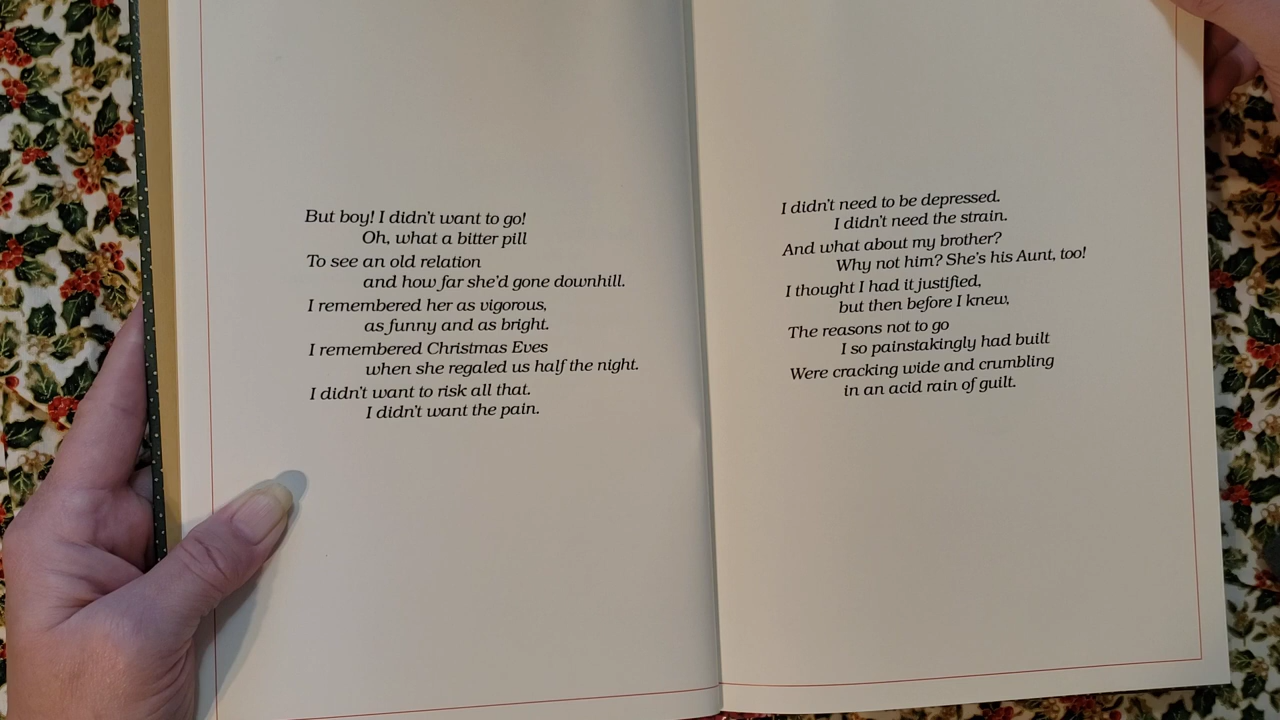 But boy! I didn't want to go!
Oh, what a bitter pill
To see an old relation
and how far she'd gone downhill.
I remembered her as vigorous,
as funny and as bright.
I remembered Christmas Eves
when she regaled us half the night.
I didn't want to risk all that.
I didn't want the pain.
I didn't need to be depressed.
I didn't need the strain.
And what about my brother?
Why not him? She's his Aunt, too!
I thought I had it justified,
but then before I knew,
The reasons not to go
I so painstakingly had built
Were cracking wide and crumbling
in an acid rain of guilt.